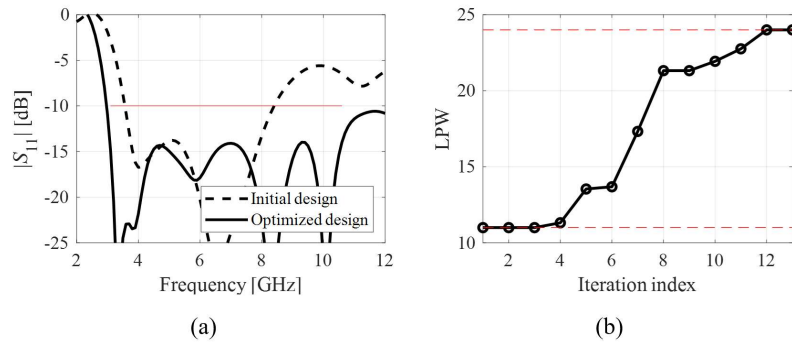 0
-5
-10
-15
-20
-25
|S11| [dB]
Initial design
Optimized design
2
4
6
8
10
12
Frequency [GHz]
(a)
25
20
15
10
LPW
2
4
6
8
10
12
Iteration index
(b)